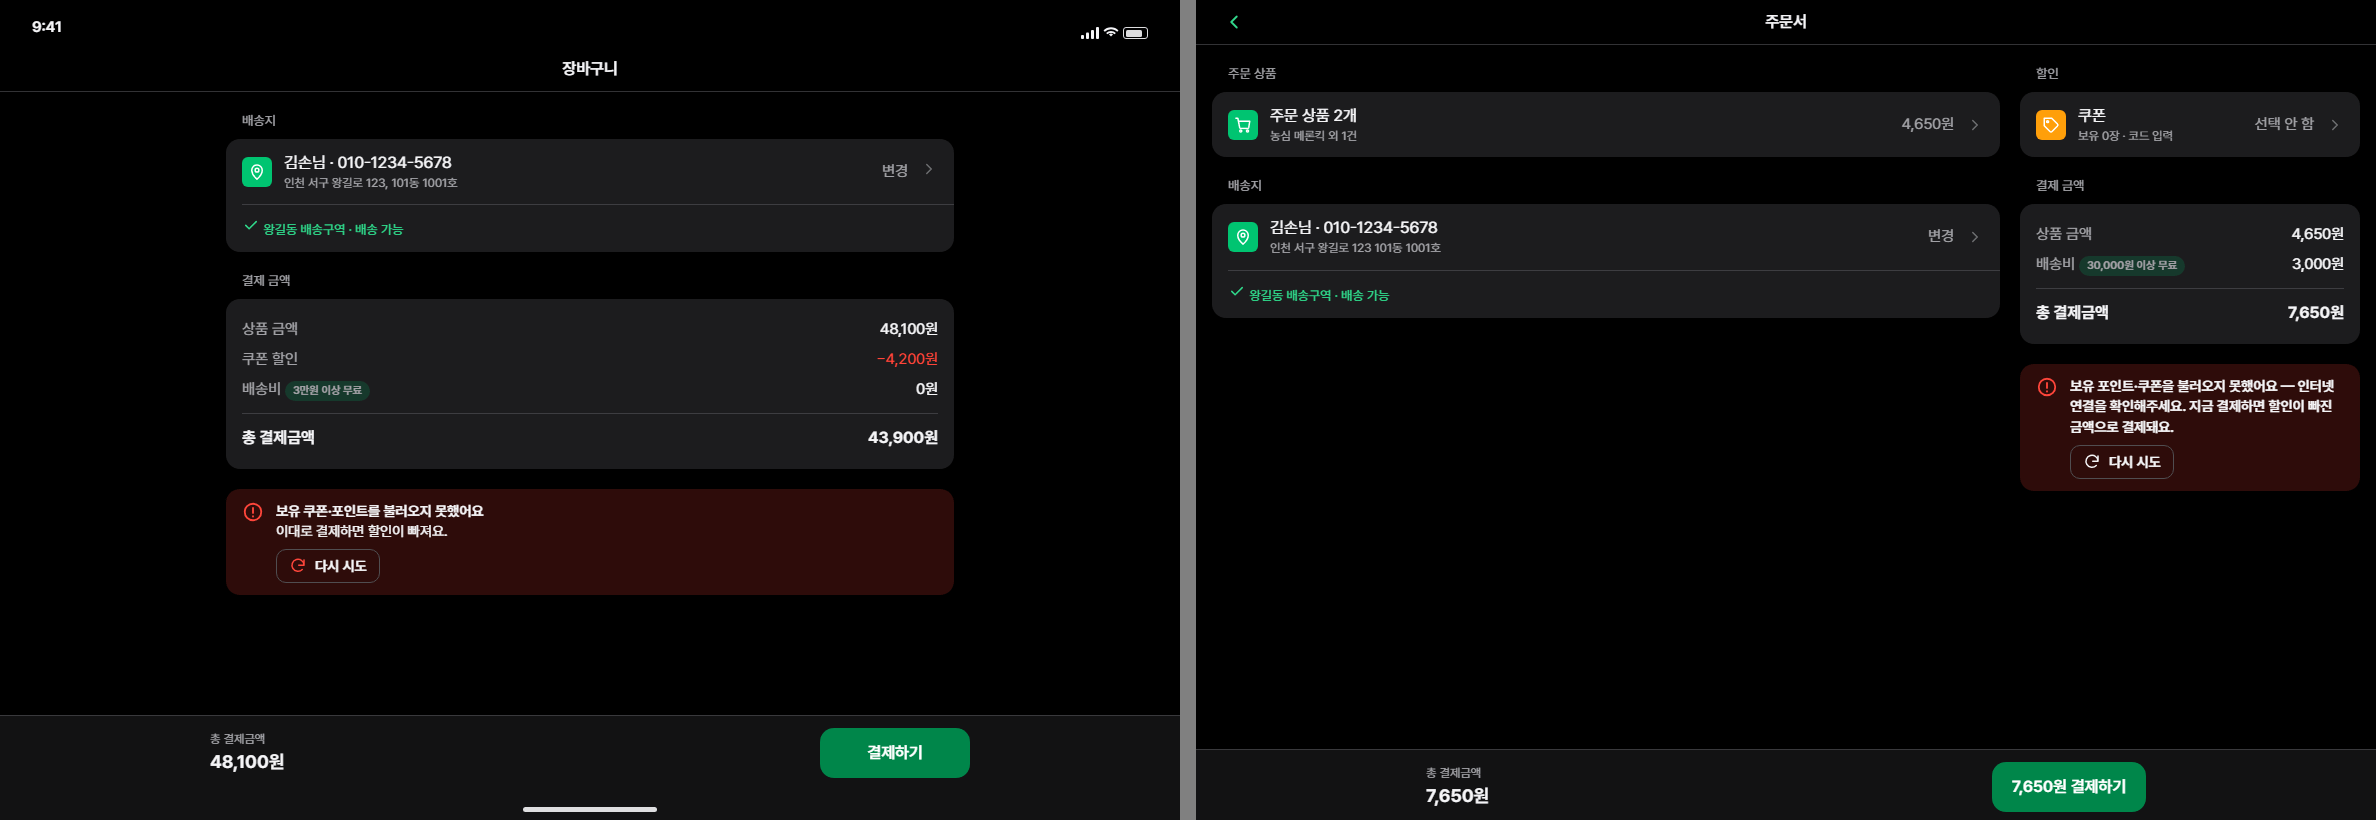 9:41
장바구니
배송지
김손님 · 010-1234-5678
인천 서구 왕길로 123, 101동 1001호
변경
왕길동 배송구역 · 배송 가능
결제 금액
상품 금액
48,100원
쿠폰 할인
−4,200원
배송비 3만원 이상 무료
0원
총 결제금액
43,900원
보유 쿠폰·포인트를 불러오지 못했어요
이대로 결제하면 할인이 빠져요.
다시 시도
총 결제금액
48,100원
결제하기
주문서
주문 상품
주문 상품 2개
농심 메론킥 외 1건
4,650원
배송지
김손님 · 010-1234-5678
인천 서구 왕길로 123 101동 1001호
변경
왕길동 배송구역 · 배송 가능
할인
쿠폰
보유 0장 · 코드 입력
선택 안 함
결제 금액
상품 금액
4,650원
배송비 30,000원 이상 무료
3,000원
총 결제금액
7,650원
보유 포인트·쿠폰을 불러오지 못했어요 — 인터넷
연결을 확인해주세요. 지금 결제하면 할인이 빠진
금액으로 결제돼요.
다시 시도
총 결제금액
7,650원
7,650원 결제하기